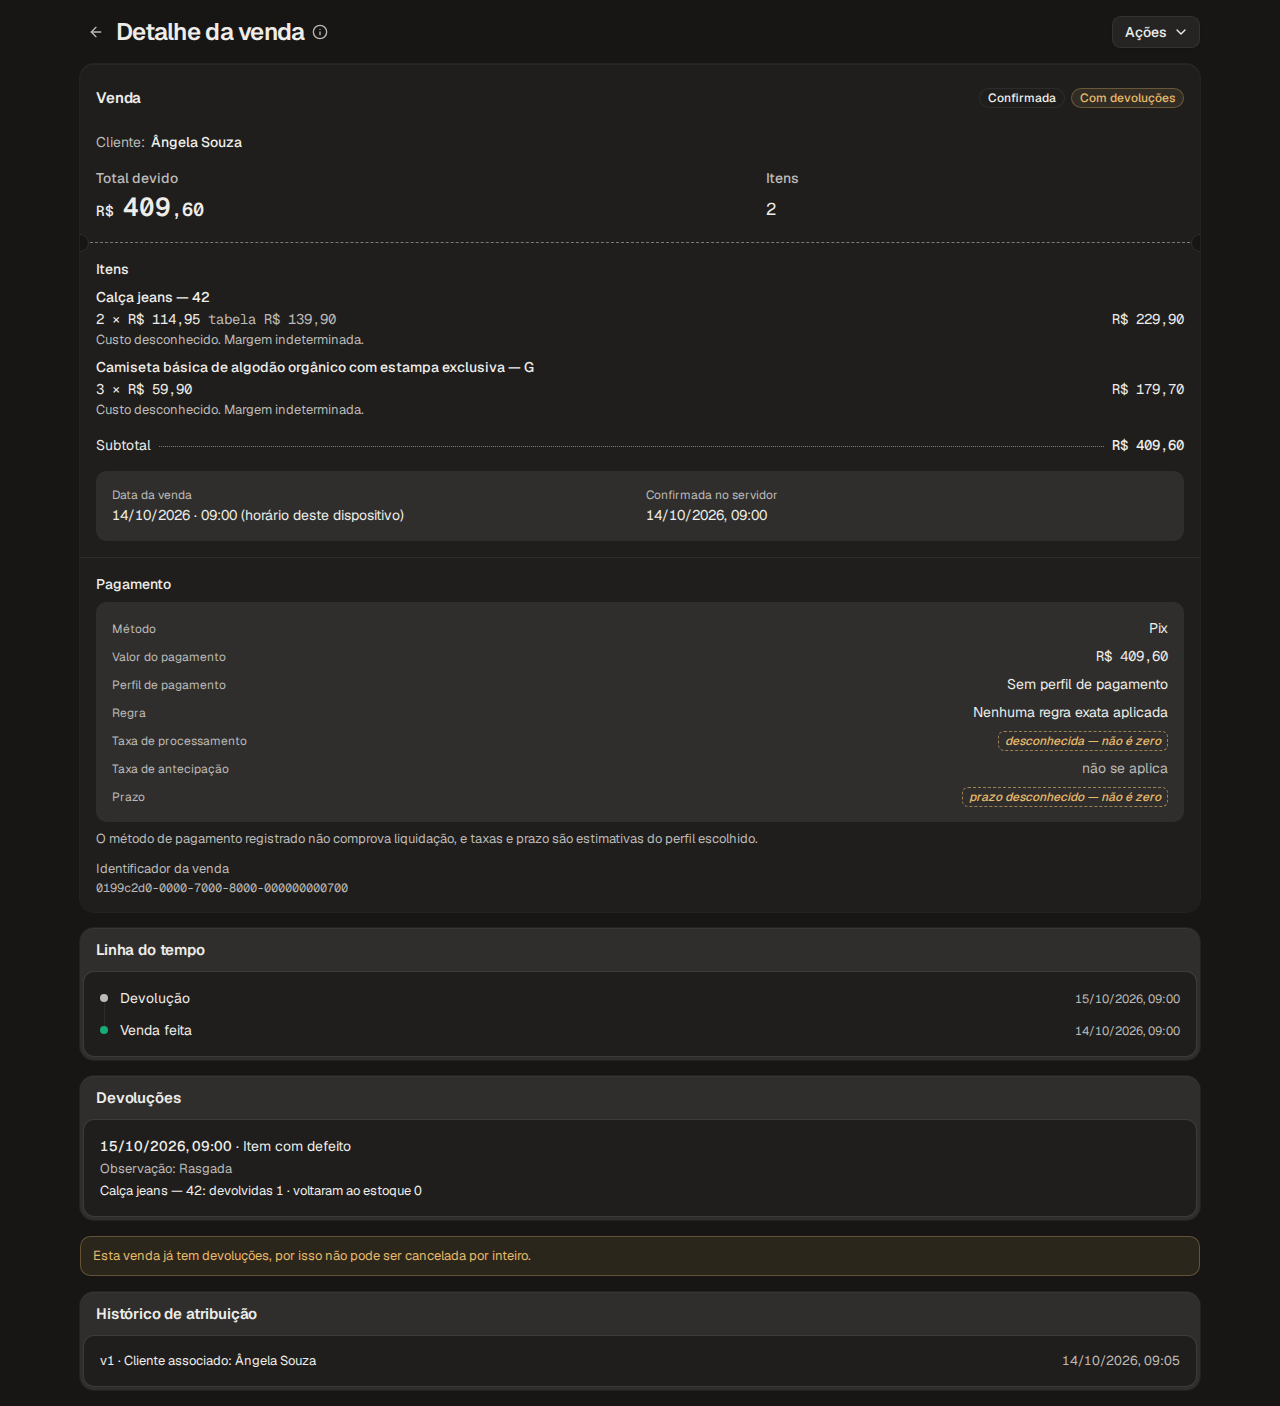 Detalhe da venda
Ações
Venda
Confirmada
Com devoluções
Cliente: Ângela Souza
Total devido
Itens
R$ 409,60
2
Itens
Calça jeans — 42
2 × R$ 114,95 tabela R$ 139,90
R$ 229,90
Custo desconhecido. Margem indeterminada.
Camiseta básica de algodão orgânico com estampa exclusiva — G
3 × R$ 59,90
R$ 179,70
Custo desconhecido. Margem indeterminada.
Subtotal
R$ 409,60
Data da venda
Confirmada no servidor
14/10/2026 · 09:00 (horário deste dispositivo)
14/10/2026, 09:00
Pagamento
Método
Pix
Valor do pagamento
R$ 409,60
Perfil de pagamento
Sem perfil de pagamento
Regra
Nenhuma regra exata aplicada
Taxa de processamento
desconhecida — não é zero
Taxa de antecipação
não se aplica
Prazo
prazo desconhecido — não é zero
O método de pagamento registrado não comprova liquidação, e taxas e prazo são estimativas do perfil escolhido.
Identificador da venda
0199c2d0-0000-7000-8000-000000000700
Linha do tempo
Devolução
15/10/2026, 09:00
Venda feita
14/10/2026, 09:00
Devoluções
15/10/2026, 09:00 · Item com defeito
Observação: Rasgada
Calça jeans — 42: devolvidas 1 · voltaram ao estoque 0
Esta venda já tem devoluções, por isso não pode ser cancelada por inteiro.
Histórico de atribuição
v1 · Cliente associado: Ângela Souza
14/10/2026, 09:05